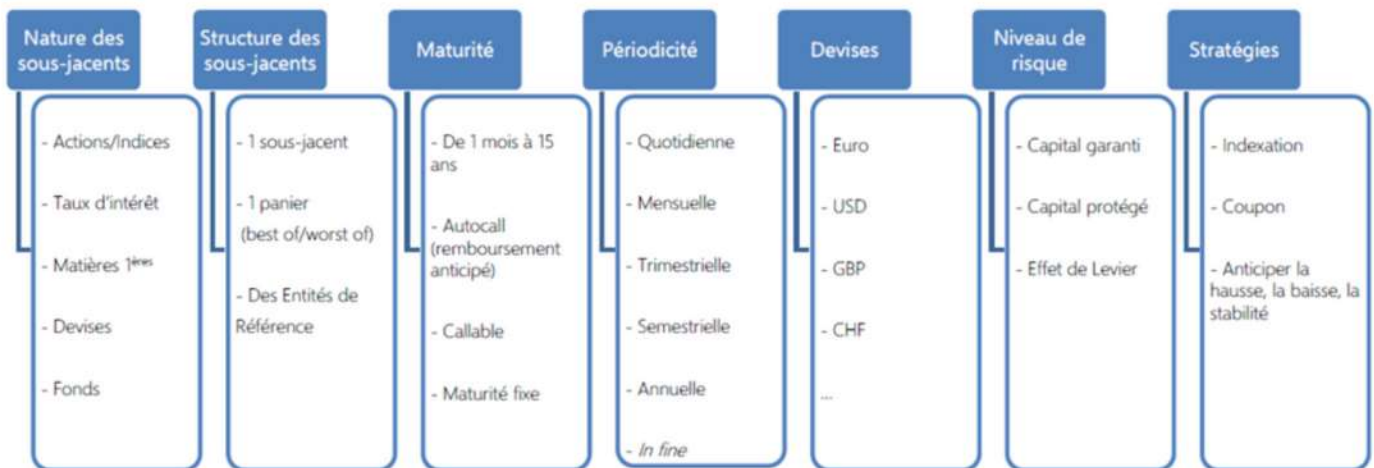 Nature des
sous-jacents
- Actions/Indices
- Taux d'intérêt
- Matières 1ères
- Devises
- Fonds
Structure des
sous-jacents
- 1 sous-jacent
- 1 panier
(best of/worst of)
- Des Entités de
Référence
Maturité
- De 1 mois à 15
ans
- Autocall
(remboursement
anticipé)
- Callable
- Maturité fixe
Périodicité
- Quotidienne
- Mensuelle
- Trimestrielle
- Semestrielle
- Annuelle
- In fine
Devises
- Euro
- USD
- GBP
- CHF
...
Niveau de
risque
- Capital garanti
- Capital protégé
- Effet de Levier
Stratégies
- Indexation
- Coupon
- Anticiper la
hausse, la baisse, la
stabilité